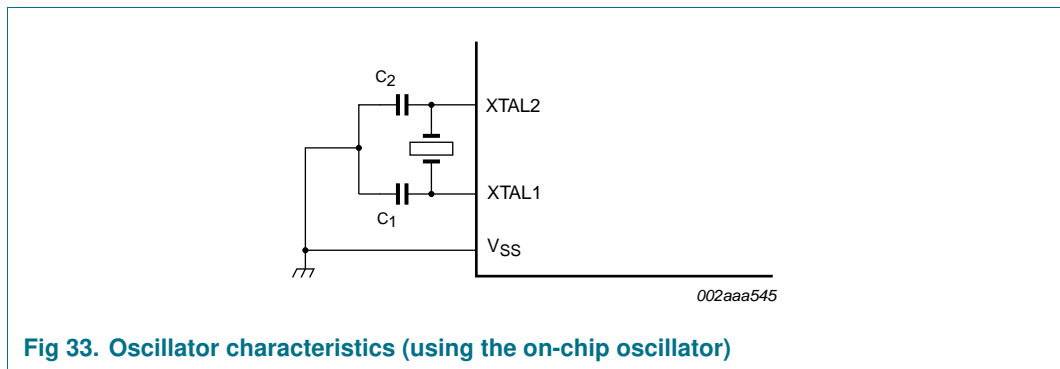 C2
XTAL2
XTAL1
C1
VSS
002aaa545
Fig 33. Oscillator characteristics (using the on-chip oscillator)